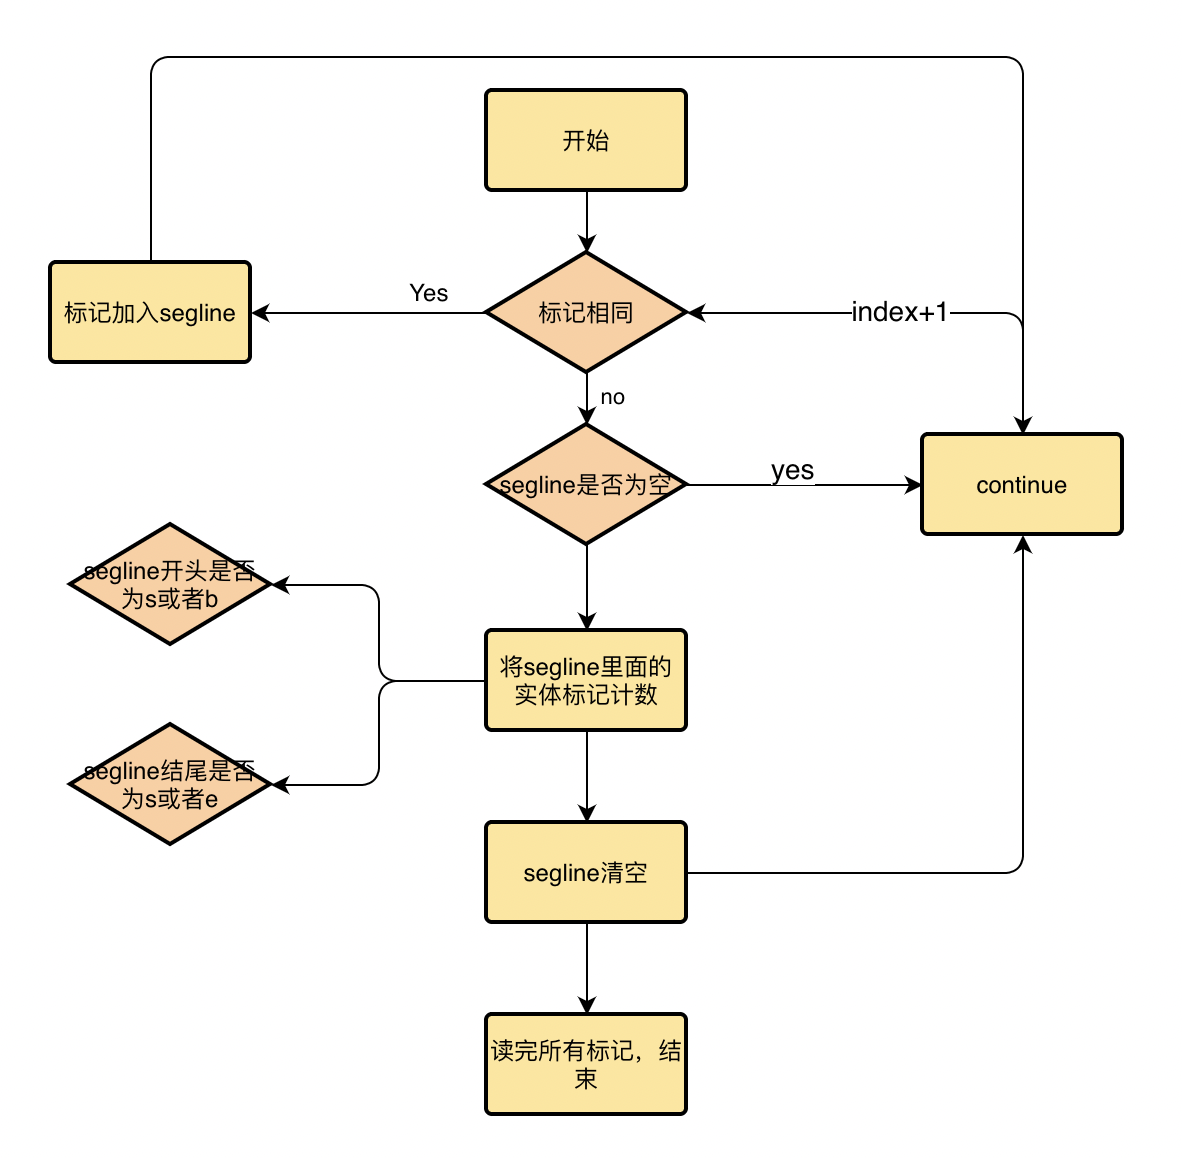 开始
标记加入segline
Yes
标记相同
index+1
no
segline是否为空
yes
continue
segline开头是否
为s或者b
将segline里面的
实体标记计数
segline结尾是否
为s或者e
segline清空
读完所有标记，结
束